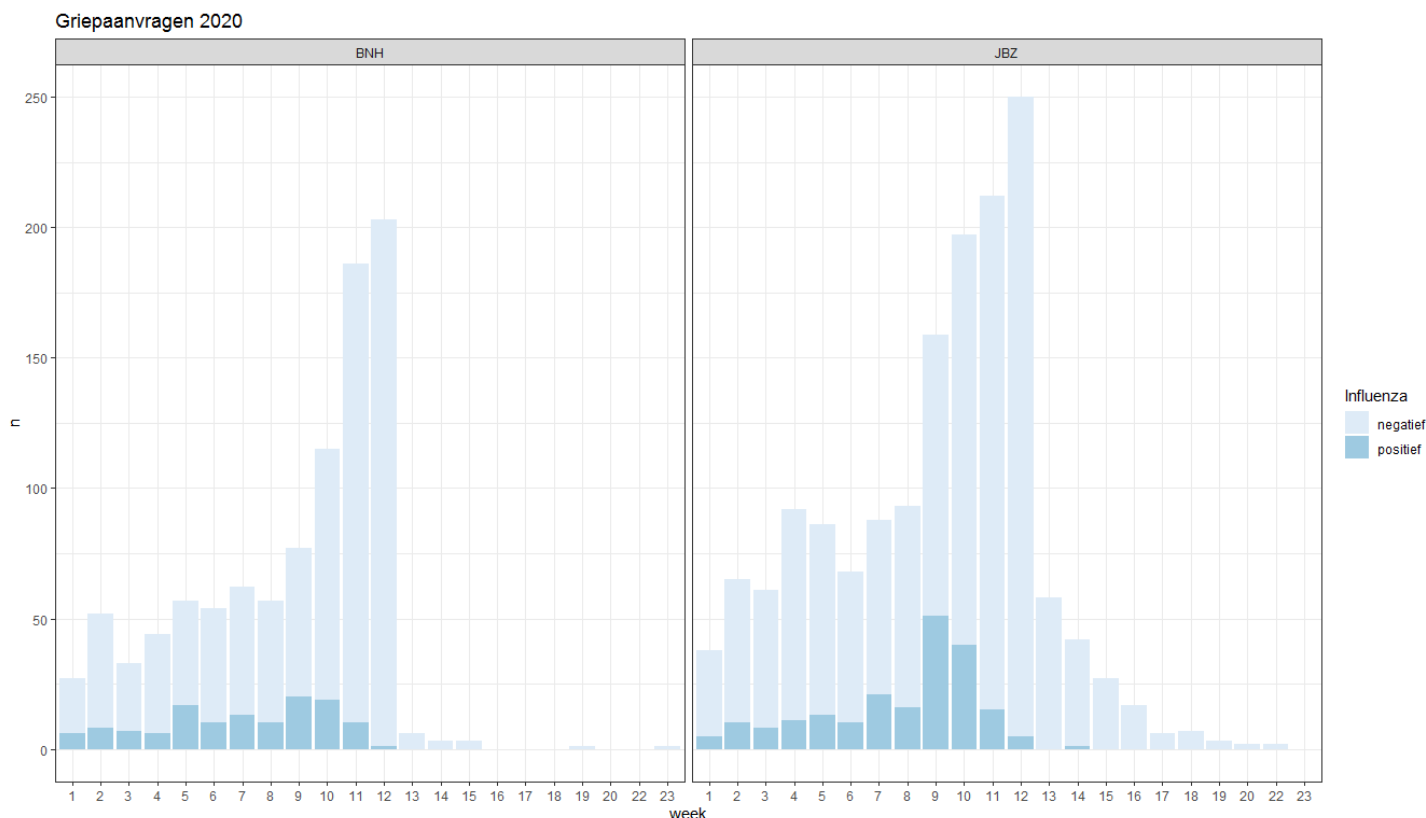 Griepaanvragen 2020
BNH
JBZ
250
200
150
100
50
0
n
1 2 3 4 5 6 7 8 9 10 11 12 13 14 15 16 17 18 19 20 22 23
1 2 3 4 5 6 7 8 9 10 11 12 13 14 15 16 17 18 19 20 22 23
week
Influenza
negatief
positief